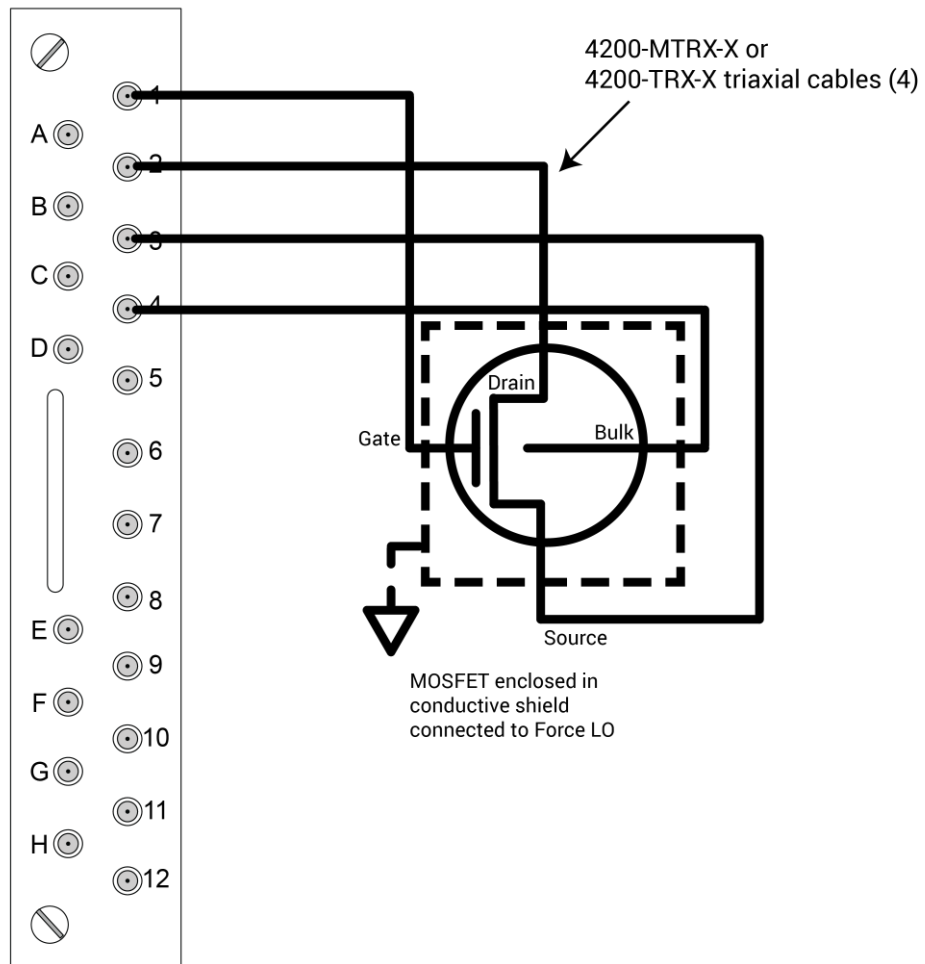 4200-MTRX-X or
4200-TRX-X triaxial cables (4)
1
A
2
B
3
C
4
D
5
6
7
8
E
9
F
10
G
11
H
12
Drain
Gate
Bulk
Source
MOSFET enclosed in
conductive shield
connected to Force LO